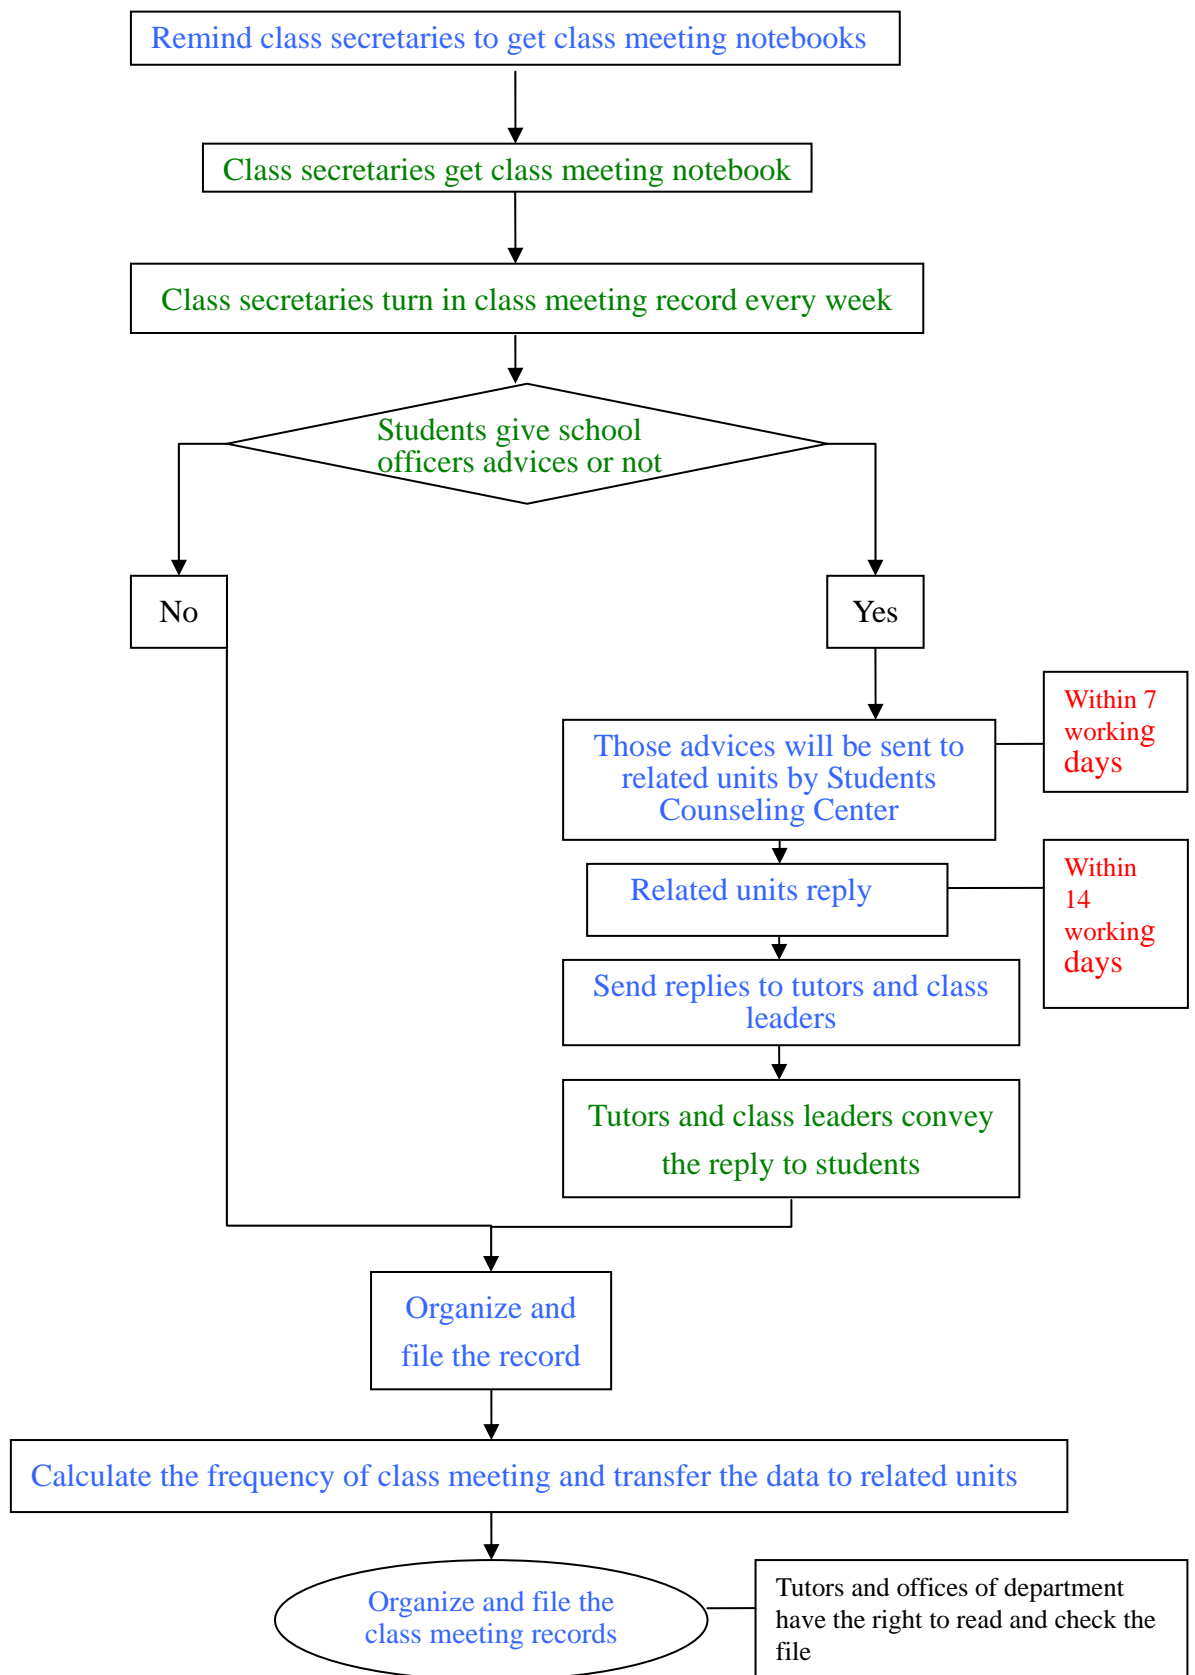 Remind class secretaries to get class meeting notebooks
Class secretaries get class meeting notebook
Class secretaries turn in class meeting record every week
Students give school
officers advices or not
No
Yes
Within 7
working
days
Those advices will be sent to
related units by Students
Counseling Center
Within
14
working
days
Related units reply
Send replies to tutors and class
leaders
Tutors and class leaders convey
the reply to students
Organize and
file the record
Calculate the frequency of class meeting and transfer the data to related units
Organize and file the
class meeting records
Tutors and offices of department
have the right to read and check the
file